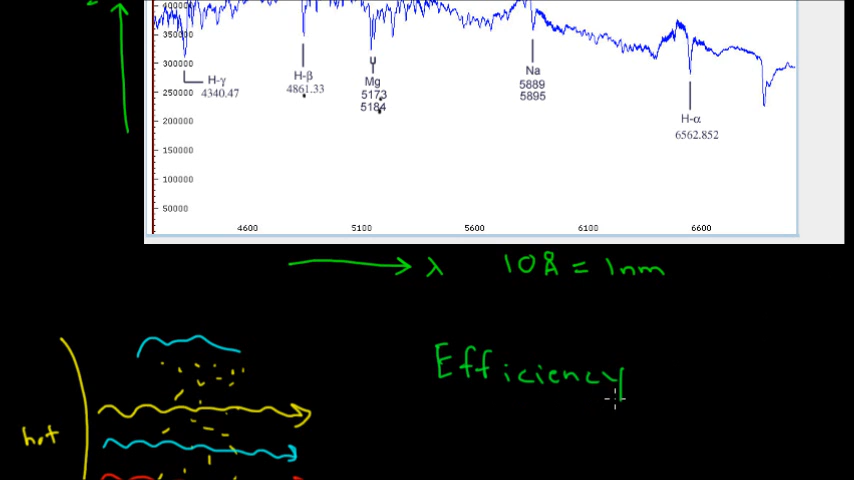 400000
350000
300000
250000
200000
150000
100000
50000
H-γ
4340.47
H-β
4861.33
Mg
5173
5184
Na
5889
5895
H-α
6562.852
4600 5100 5600 6100 6600
λ 10Å = 1nm
Efficiency
hot